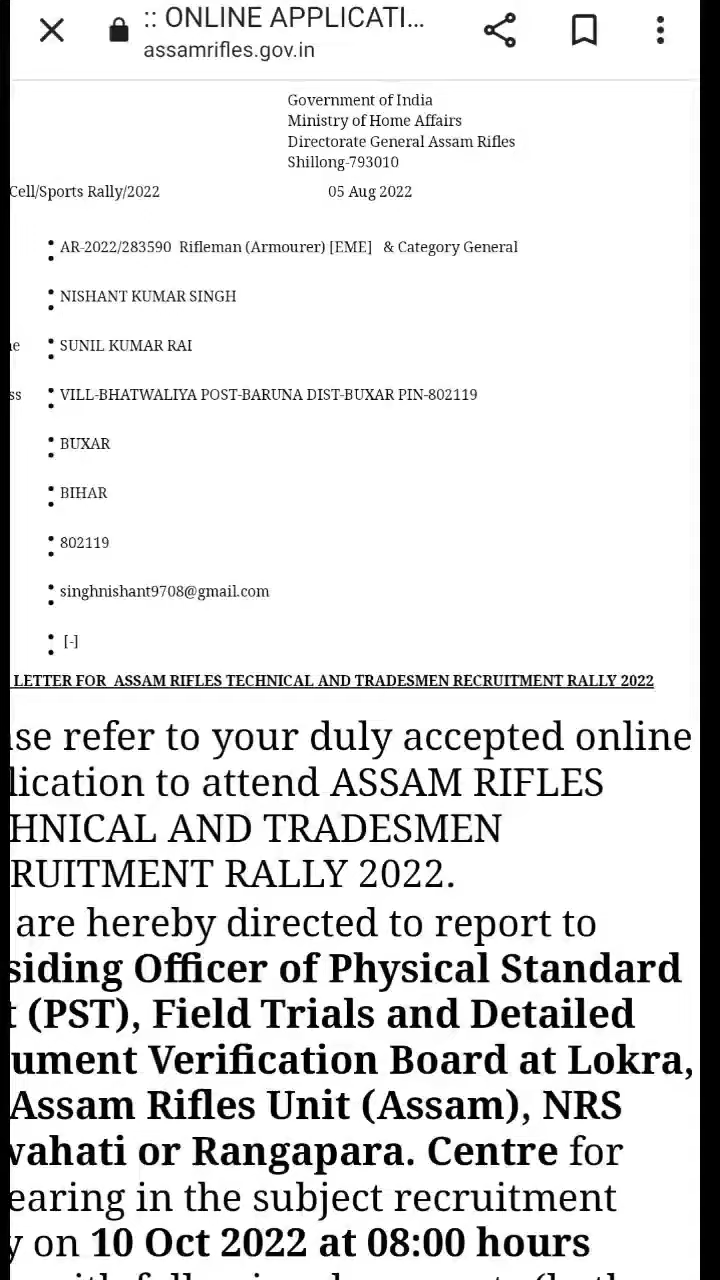 :: ONLINE APPLICATI...
assamrifles.gov.in
Government of India
Ministry of Home Affairs
Directorate General Assam Rifles
Shillong-793010
Cell/Sports Rally/2022 05 Aug 2022
: AR-2022/283590 Rifleman (Armourer) [EME] & Category General
: NISHANT KUMAR SINGH
: SUNIL KUMAR RAI
: VILL-BHATWALIYA POST-BARUNA DIST-BUXAR PIN-802119
: BUXAR
: BIHAR
: 802119
: singhnishant9708@gmail.com
: [-]
LETTER FOR ASSAM RIFLES TECHNICAL AND TRADESMEN RECRUITMENT RALLY 2022
se refer to your duly accepted online
lication to attend ASSAM RIFLES
HNICAL AND TRADESMEN
RUITMENT RALLY 2022.
are hereby directed to report to
siding Officer of Physical Standard
t (PST), Field Trials and Detailed
ument Verification Board at Lokra,
Assam Rifles Unit (Assam), NRS
wahati or Rangapara. Centre for
earing in the subject recruitment
y on 10 Oct 2022 at 08:00 hours